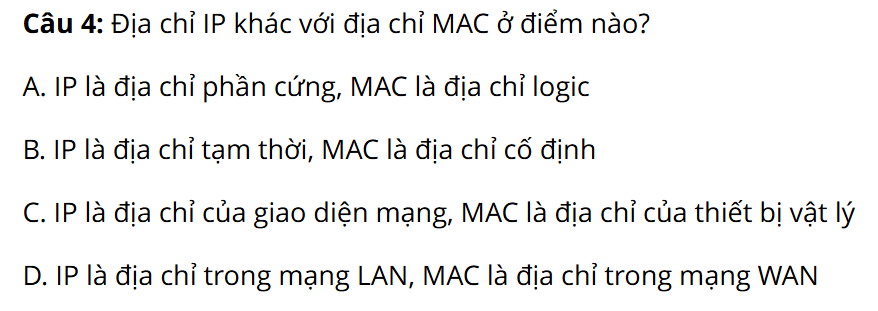 Câu 4: Địa chỉ IP khác với địa chỉ MAC ở điểm nào?
A. IP là địa chỉ phần cứng, MAC là địa chỉ logic
B. IP là địa chỉ tạm thời, MAC là địa chỉ cố định
C. IP là địa chỉ của giao diện mạng, MAC là địa chỉ của thiết bị vật lý
D. IP là địa chỉ trong mạng LAN, MAC là địa chỉ trong mạng WAN